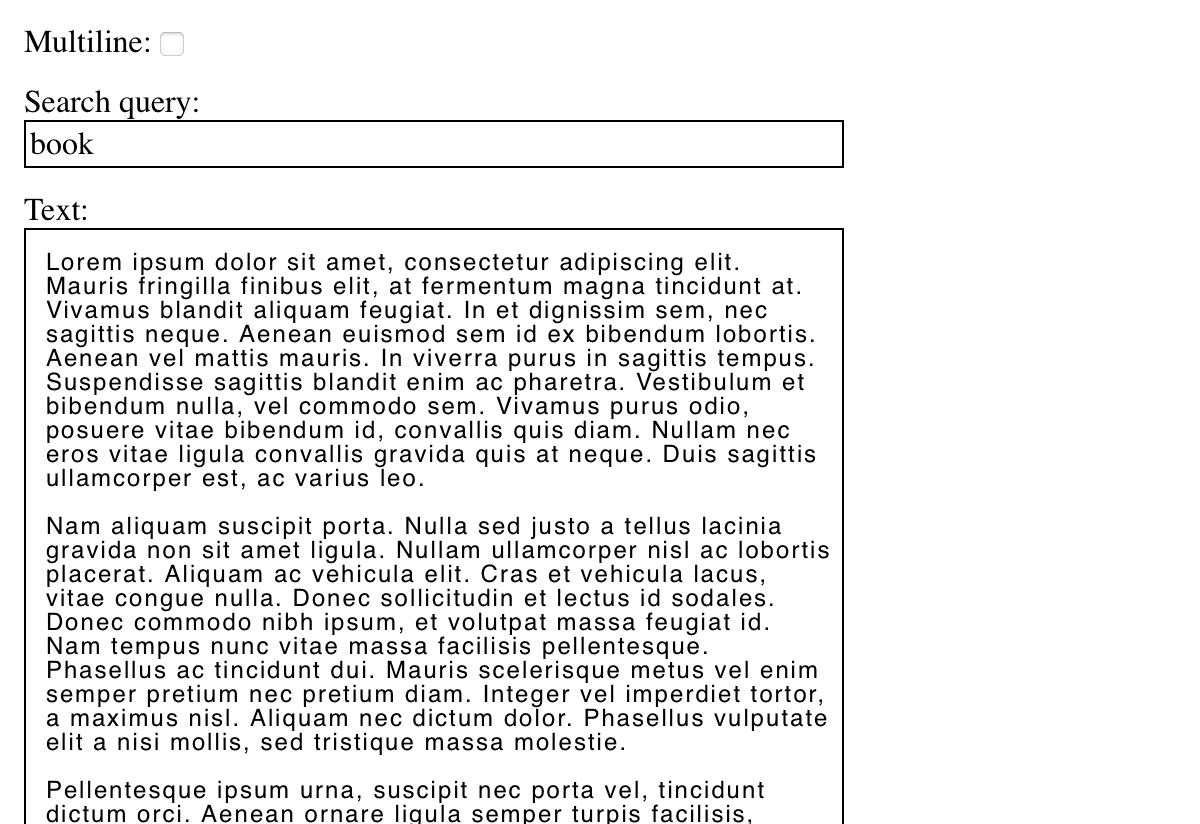 Multiline:
Search query:
book
Text:
Lorem ipsum dolor sit amet, consectetur adipiscing elit.
Mauris fringilla finibus elit, at fermentum magna tincidunt at.
Vivamus blandit aliquam feugiat. In et dignissim sem, nec
sagittis neque. Aenean euismod sem id ex bibendum lobortis.
Aenean vel mattis mauris. In viverra purus in sagittis tempus.
Suspendisse sagittis blandit enim ac pharetra. Vestibulum et
bibendum nulla, vel commodo sem. Vivamus purus odio,
posuere vitae bibendum id, convallis quis diam. Nullam nec
eros vitae ligula convallis gravida quis at neque. Duis sagittis
ullamcorper est, ac varius leo.
Nam aliquam suscipit porta. Nulla sed justo a tellus lacinia
gravida non sit amet ligula. Nullam ullamcorper nisl ac lobortis
placerat. Aliquam ac vehicula elit. Cras et vehicula lacus,
vitae congue nulla. Donec sollicitudin et lectus id sodales.
Donec commodo nibh ipsum, et volutpat massa feugiat id.
Nam tempus nunc vitae massa facilisis pellentesque.
Phasellus ac tincidunt dui. Mauris scelerisque metus vel enim
semper pretium nec pretium diam. Integer vel imperdiet tortor,
a maximus nisl. Aliquam nec dictum dolor. Phasellus vulputate
elit a nisi mollis, sed tristique massa molestie.
Pellentesque ipsum urna, suscipit nec porta vel, tincidunt
dictum orci. Aenean ornare ligula semper turpis facilisis,